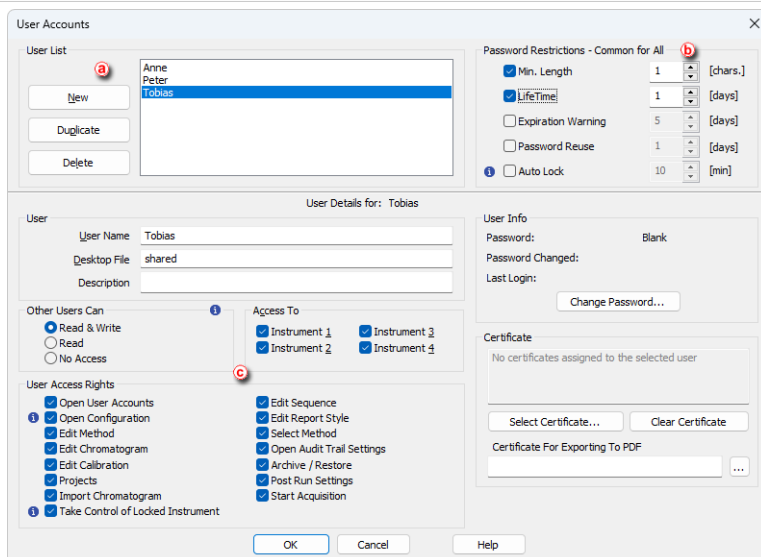 User Accounts
User List
a
Anne
Peter
Tobias
New
Duplicate
Delete
Password Restrictions - Common for All
b
Min. Length 1 [chars.]
LifeTime 1 [days]
Expiration Warning 5 [days]
Password Reuse 1 [days]
Auto Lock 10 [min]
User Details for: Tobias
User
User Name Tobias
Desktop File shared
Description
User Info
Password: Blank
Password Changed:
Last Login:
Change Password...
Other Users Can
Read & Write
Read
No Access
Access To
Instrument 1 Instrument 3
Instrument 2 Instrument 4
Certificate
No certificates assigned to the selected user
Select Certificate... Clear Certificate
Certificate For Exporting To PDF
...
c
User Access Rights
Open User Accounts Edit Sequence
Open Configuration Edit Report Style
Edit Method Select Method
Edit Chromatogram Open Audit Trail Settings
Edit Calibration Archive / Restore
Projects Post Run Settings
Import Chromatogram Start Acquisition
Take Control of Locked Instrument
OK Cancel Help